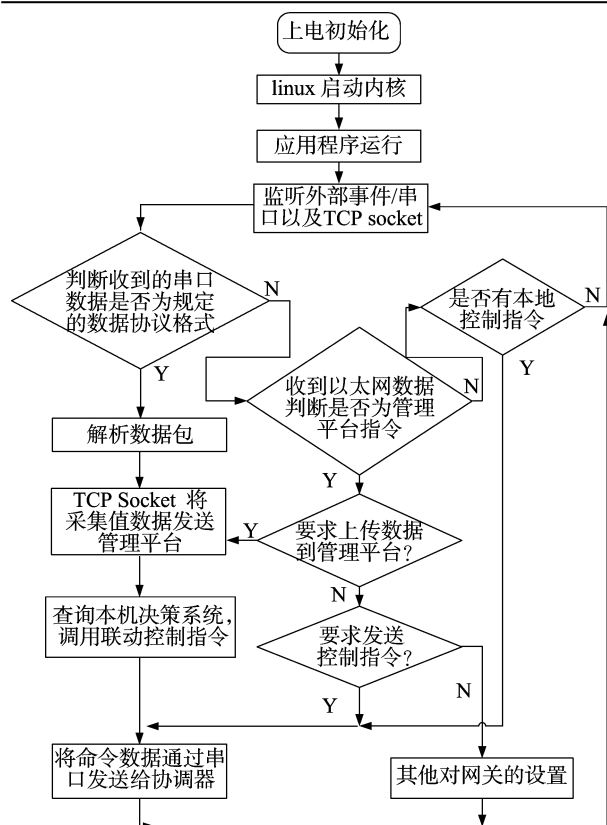 上电初始化
linux 启动内核
应用程序运行
监听外部事件/串
口以及TCP socket
判断收到的串口
数据是否为规定
的数据协议格式
N
Y
是否有本地
控制指令
N
Y
收到以太网数据
判断是否为管理
平台指令
N
Y
解析数据包
TCP Socket 将
采集值数据发送
管理平台
Y
要求上传数据
到管理平台?
N
查询本机决策系统,
调用联动控制指令
要求发送
控制指令?
N
Y
将命令数据通过串
口发送给协调器
其他对网关的设置